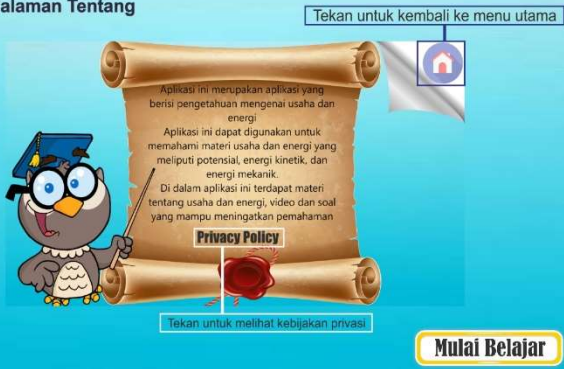 alaman Tentang
Tekan untuk kembali ke menu utama
Aplikasi ini merupakan aplikasi yang
berisi pengetahuan mengenai usaha dan
energi
Aplikasi ini dapat digunakan untuk
memahami materi usaha dan energi yang
meliputi potensial, energi kinetik, dan
energi mekanik.
Di dalam aplikasi ini terdapat materi
tentang usaha dan energi, video dan soal
yang mampu meningatkan pemahaman
Privacy Policy
Tekan untuk melihat kebijakan privasi
Mulai Belajar